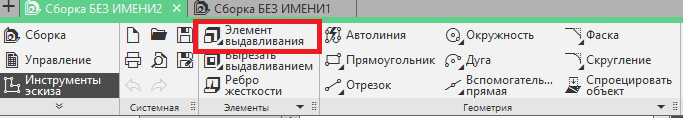 Сборка БЕЗ ИМЕНИ2
Сборка БЕЗ ИМЕНИ1
Сборка
Управление
Инструменты
эскиза
Системная
Элемент
выдавливания
Вырезать
выдавливанием
Ребро
жесткости
Элементы
Автолиния
Прямоугольник
Отрезок
Окружность
Дуга
Вспомогатель...
прямая
Фаска
Скругление
Спроецировать
объект
Геометрия